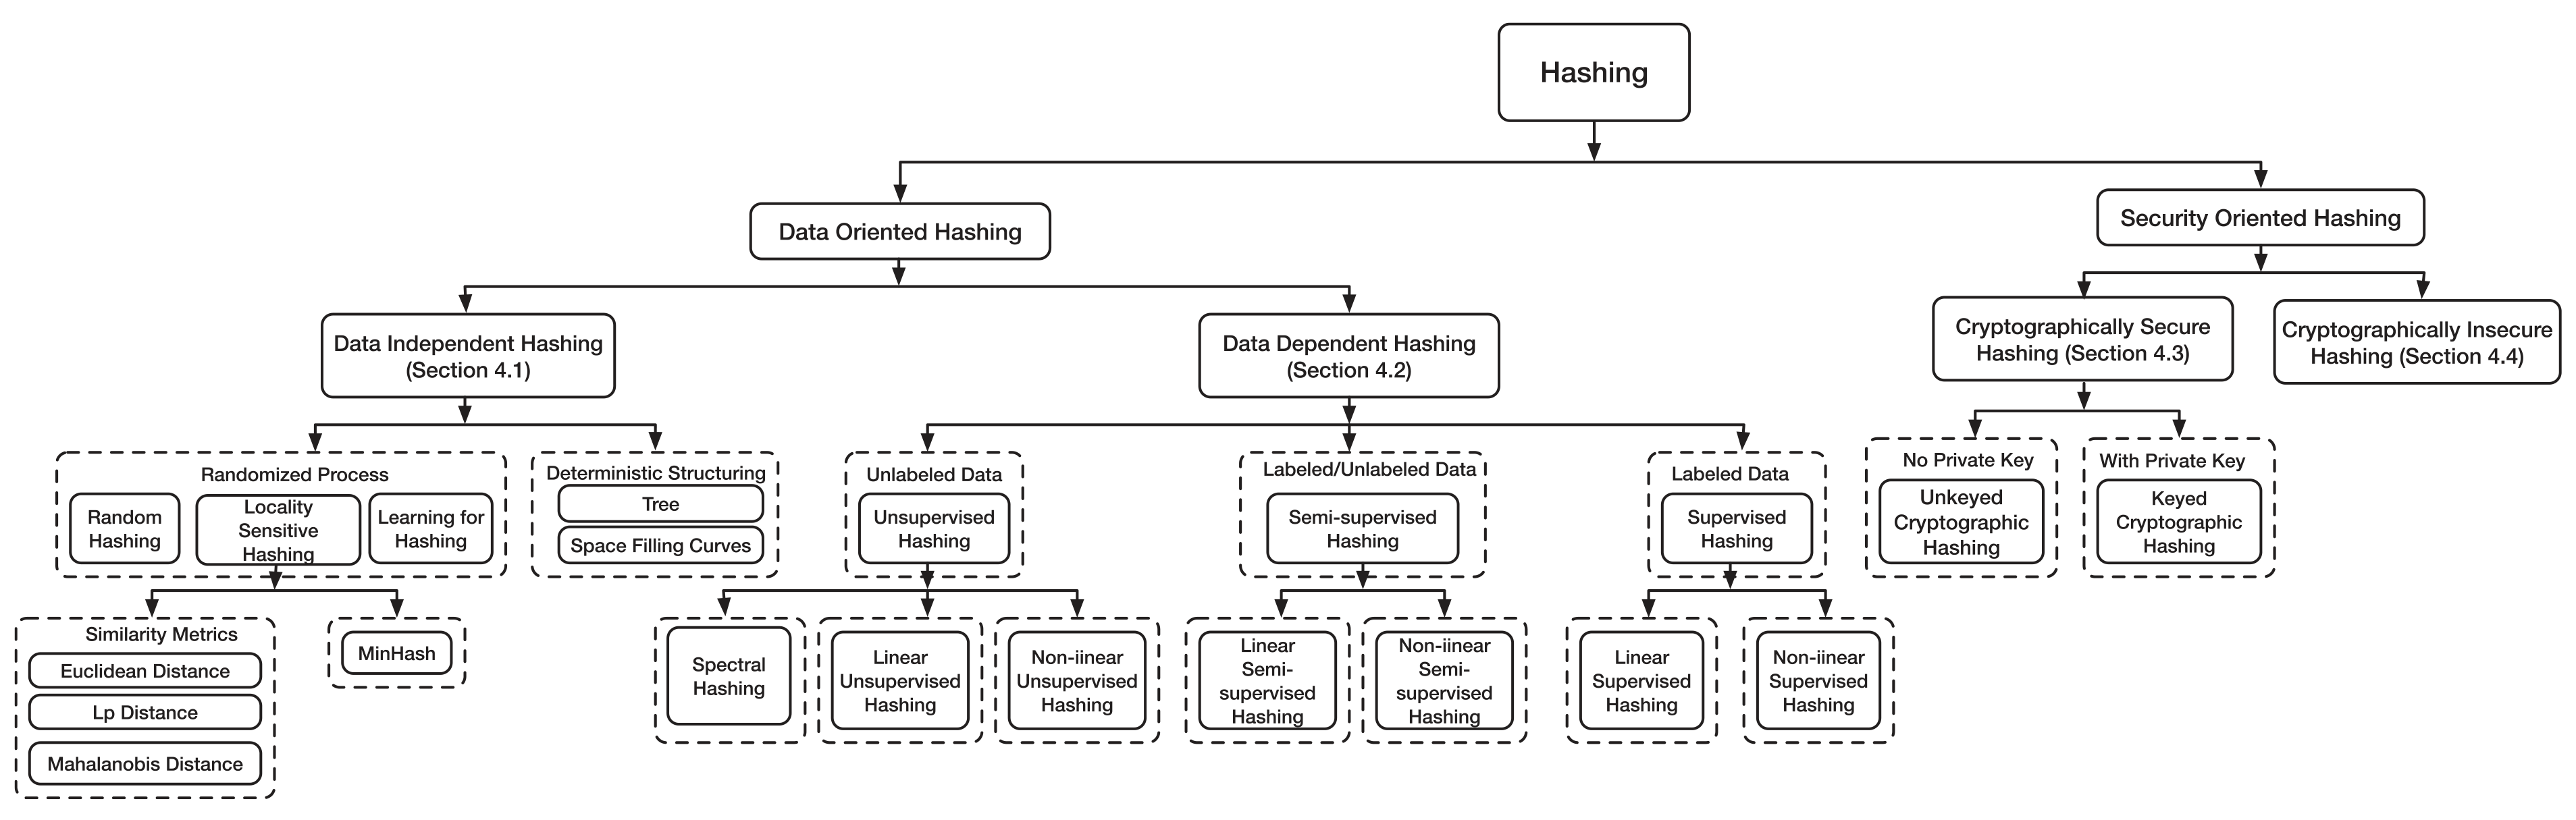 Hashing
Data Oriented Hashing
Security Oriented Hashing
Data Independent Hashing
(Section 4.1)
Data Dependent Hashing
(Section 4.2)
Cryptographically Secure
Hashing (Section 4.3)
Cryptographically Insecure
Hashing (Section 4.4)
Randomized Process
Random
Hashing
Locality
Sensitive
Hashing
Learning for
Hashing
Deterministic Structuring
Tree
Space Filling Curves
Unlabeled Data
Unsupervised
Hashing
Labeled/Unlabeled Data
Semi-supervised
Hashing
Labeled Data
Supervised
Hashing
No Private Key
Unkeyed
Cryptographic
Hashing
With Private Key
Keyed
Cryptographic
Hashing
Similarity Metrics
Euclidean Distance
Lp Distance
Mahalanobis Distance
MinHash
Spectral
Hashing
Linear
Unsupervised
Hashing
Non-iinear
Unsupervised
Hashing
Linear
Semi-
supervised
Hashing
Non-iinear
Semi-
supervised
Hashing
Linear
Supervised
Hashing
Non-iinear
Supervised
Hashing